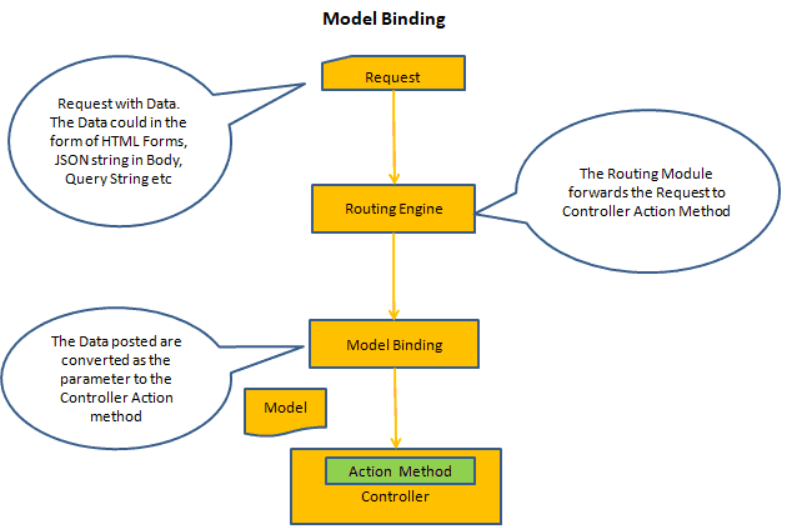 Model Binding
Request
Request with Data.
The Data could in the
form of HTML Forms,
JSON string in Body,
Query String etc
The Routing Module
forwards the Request to
Controller Action Method
Routing Engine
The Data posted are
converted as the
parameter to the
Controller Action
method
Model Binding
Model
Action Method
Controller